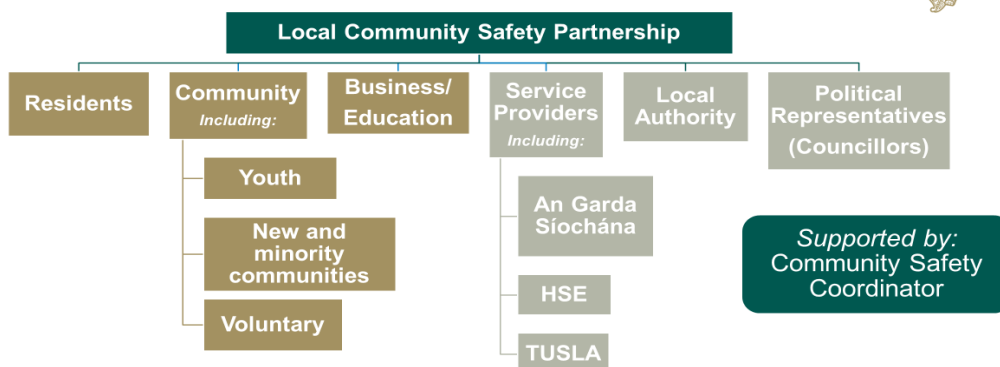 Local Community Safety Partnership
Residents
Community
Including:
Business/
Education
Service
Providers
Including:
Local
Authority
Political
Representatives
(Councillors)
Youth
New and
minority
communities
Voluntary
An Garda
Síochána
HSE
TUSLA
Supported by:
Community Safety
Coordinator